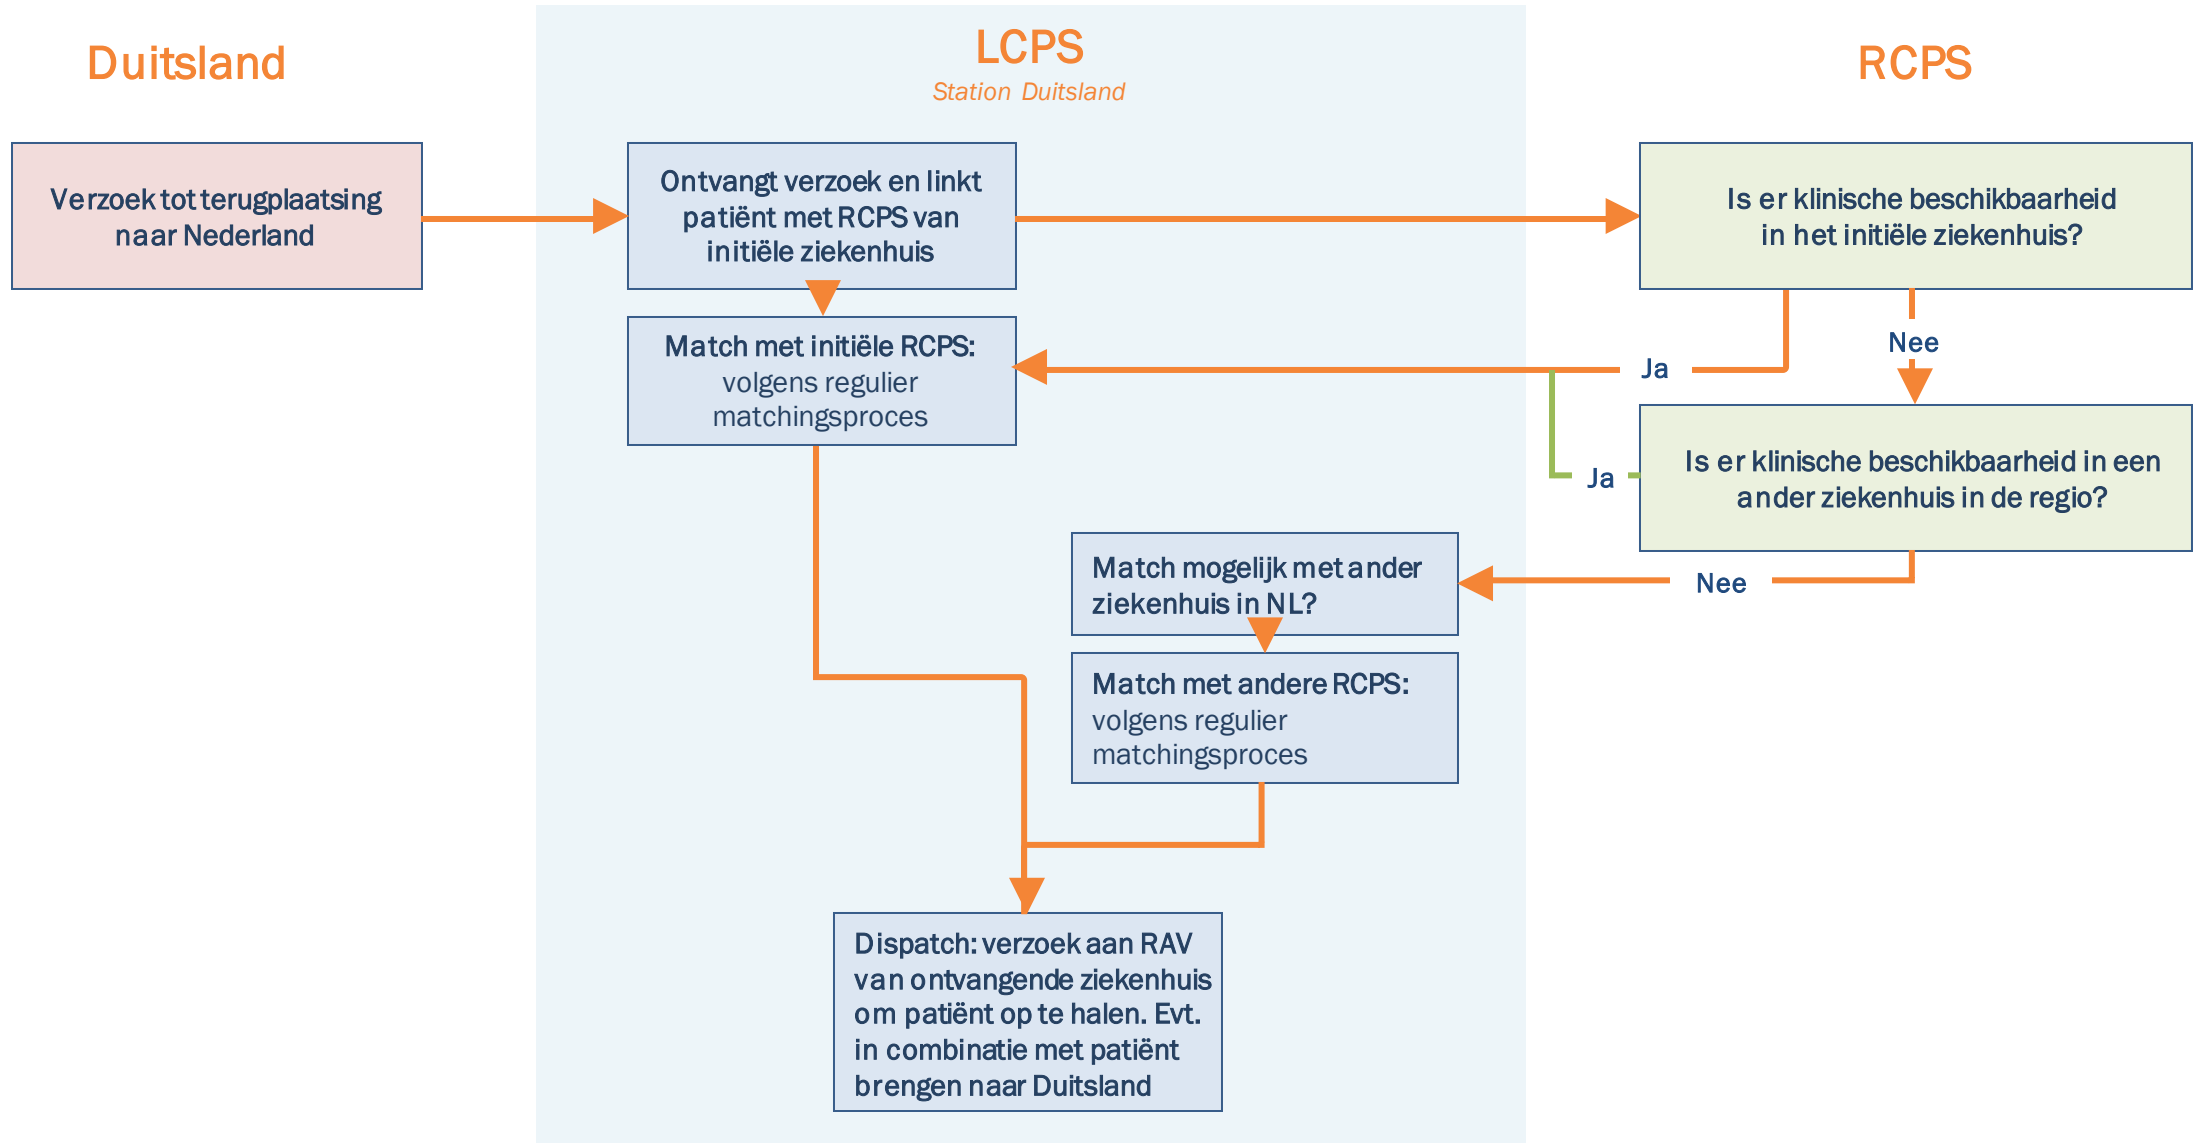 Duitsland
LCPS
Station Duitsland
RCPS
Verzoek tot terugplaatsing
naar Nederland
Ontvangt verzoek en linkt
patiënt met RCPS van
initiële ziekenhuis
Is er klinische beschikbaarheid
in het initiële ziekenhuis?
Match met initiële RCPS:
volgens regulier
matchingsproces
Ja
Nee
Is er klinische beschikbaarheid in een
ander ziekenhuis in de regio?
Ja
Match mogelijk met ander
ziekenhuis in NL?
Nee
Match met andere RCPS:
volgens regulier
matchingsproces
Dispatch: verzoek aan RAV
van ontvangende ziekenhuis
om patiënt op te halen. Evt.
in combinatie met patiënt
brengen naar Duitsland